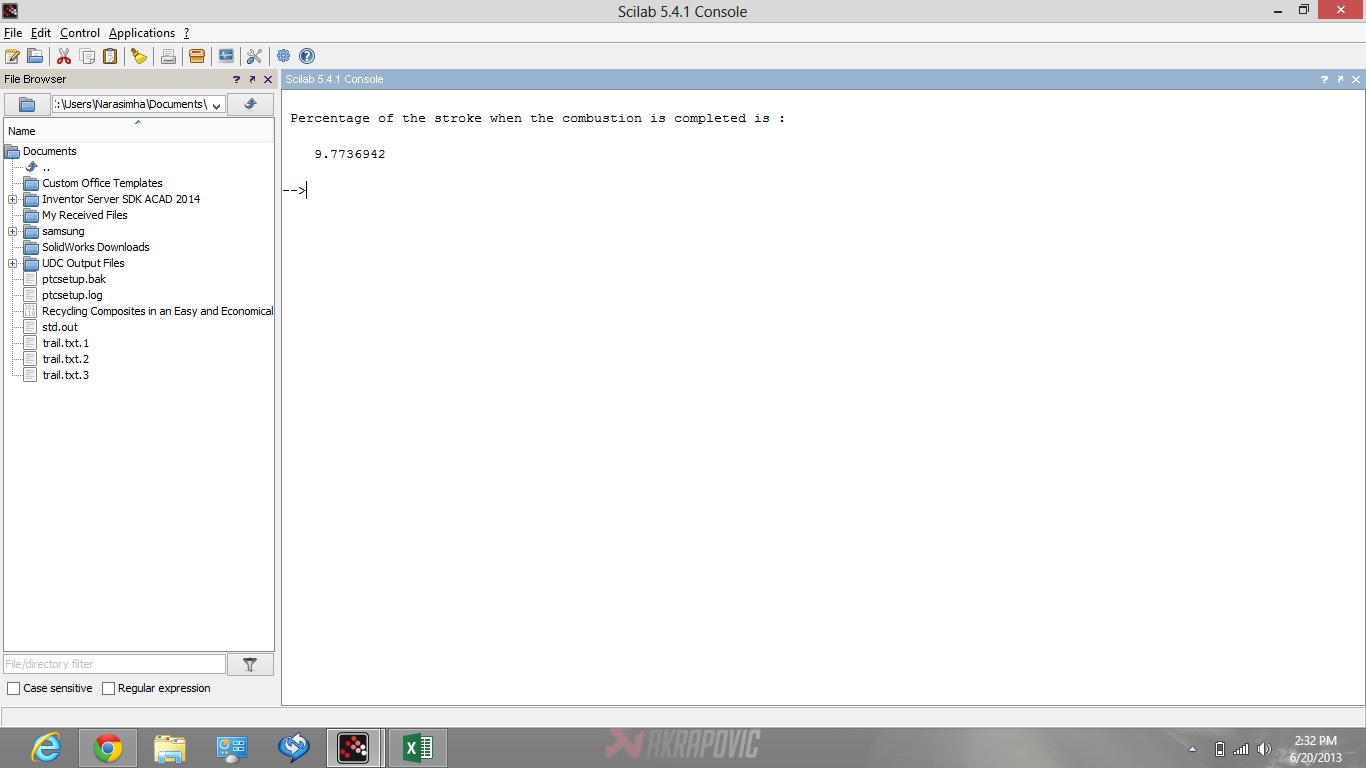 Scilab 5.4.1 Console
File Edit Control Applications ?
File Browser
Scilab 5.4.1 Console
:\Users\Narasimha\Documents\
Name
Documents
..
Custom Office Templates
Inventor Server SDK ACAD 2014
My Received Files
samsung
SolidWorks Downloads
UDC Output Files
ptcsetup.bak
ptcsetup.log
Recycling Composites in an Easy and Economical
std.out
trail.txt.1
trail.txt.2
trail.txt.3
Percentage of the stroke when the combustion is completed is :
9.7736942
-->
File/directory filter
Case sensitive Regular expression
AKRAPOVIC
2:32 PM
6/20/2013